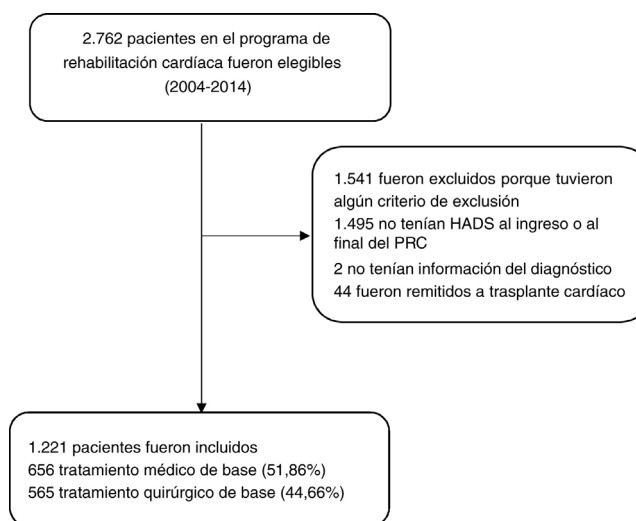 2.762 pacientes en el programa de
rehabilitación cardíaca fueron elegibles
(2004-2014)
1.541 fueron excluidos porque tuvieron
algún criterio de exclusión
1.495 no tenían HADS al ingreso o al
final del PRC
2 no tenían información del diagnóstico
44 fueron remitidos a trasplante cardíaco
1.221 pacientes fueron incluidos
656 tratamiento médico de base (51,86%)
565 tratamiento quirúrgico de base (44,66%)